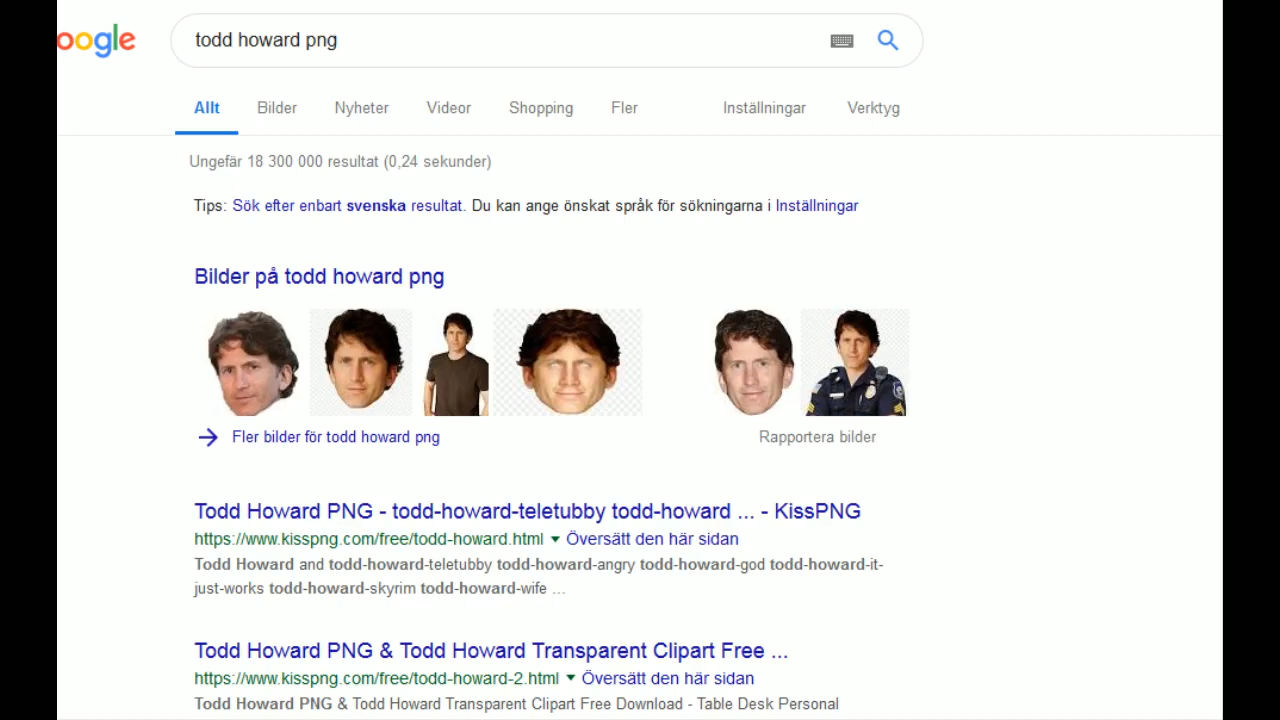 oogle
todd howard png
Allt Bilder Nyheter Videor Shopping Fler Inställningar Verktyg
Ungefär 18 300 000 resultat (0,24 sekunder)
Tips: Sök efter enbart svenska resultat. Du kan ange önskat språk för sökningarna i Inställningar
Bilder på todd howard png
Fler bilder för todd howard png Rapportera bilder
Todd Howard PNG - todd-howard-teletubby todd-howard ... - KissPNG
https://www.kisspng.com/free/todd-howard.html Översätt den här sidan
Todd Howard and todd-howard-teletubby todd-howard-angry todd-howard-god todd-howard-it-
just-works todd-howard-skyrim todd-howard-wife ...
Todd Howard PNG & Todd Howard Transparent Clipart Free ...
https://www.kisspng.com/free/todd-howard-2.html Översätt den här sidan
Todd Howard PNG & Todd Howard Transparent Clipart Free Download - Table Desk Personal